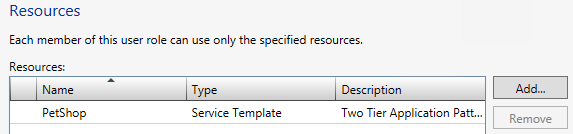 Resources
Each member of this user role can use only the specified resources.
Resources:
Name Type Description Add...
PetShop Service Template Two Tier Application Patt... Remove